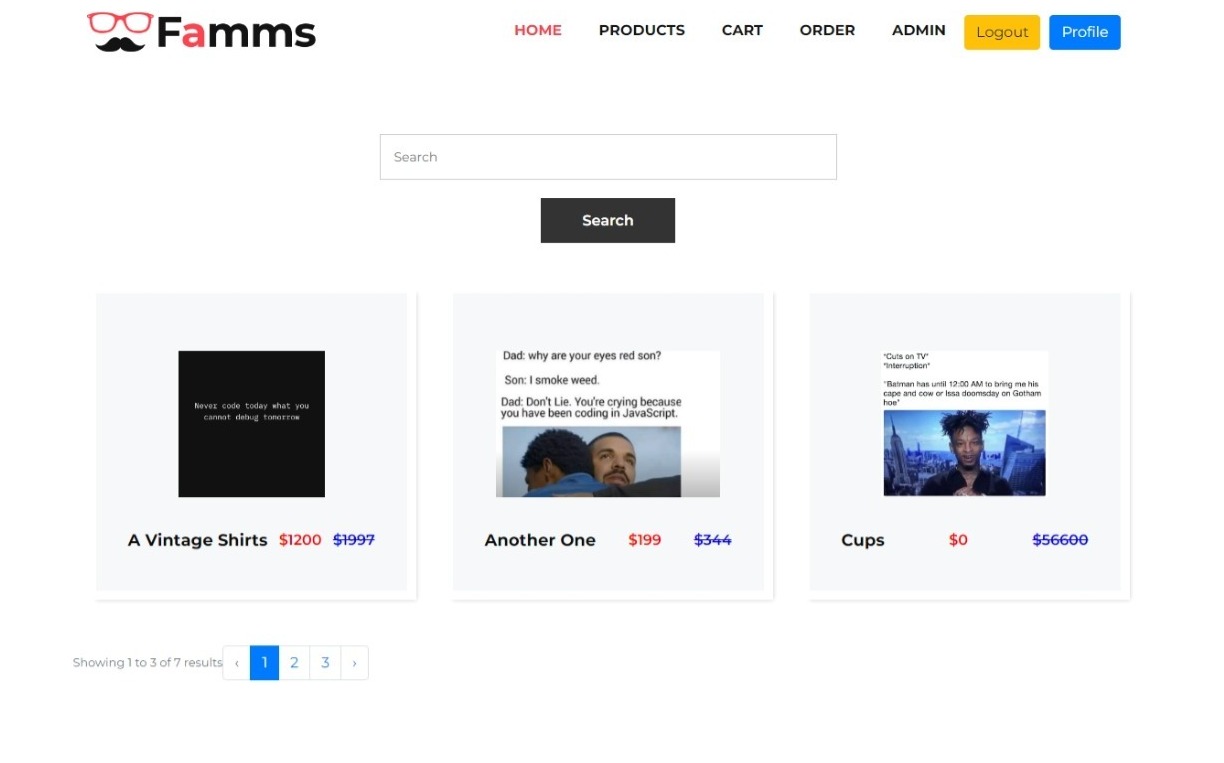 Famms
HOME PRODUCTS CART ORDER ADMIN Logout Profile
Search
Search
Never code today what you
cannot debug tomorrow
Dad: why are your eyes red son?
Son: I smoke weed.
Dad: Don't Lie. You're crying because
you have been coding in JavaScript.
*Cuts on TV*
*Interruption*
"Batman has until 12:00 AM to bring me his
cape and cow or Issa doomsday on Gotham
hoe"
A Vintage Shirts $1200 $1997
Another One $199 $344
Cups $0 $56600
Showing 1 to 3 of 7 results ‹ 1 2 3 ›